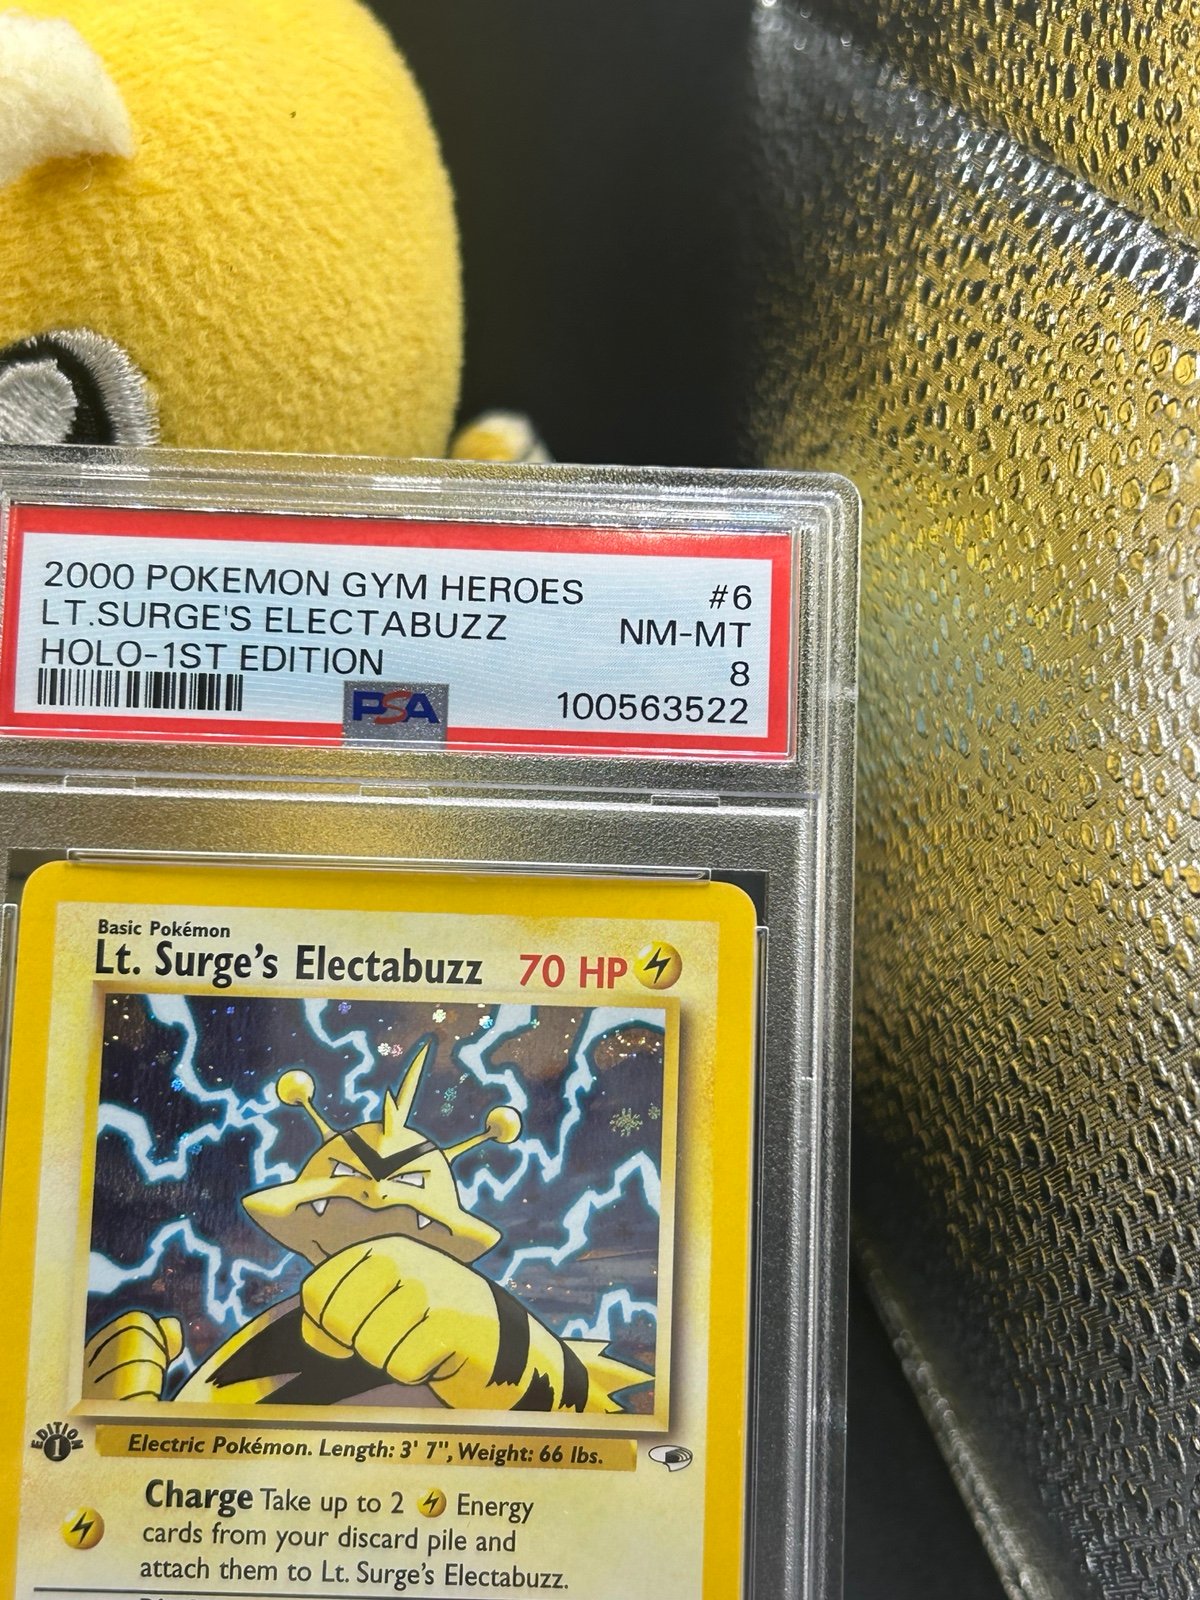 2000 POKEMON GYM HEROES #6
LT.SURGE'S ELECTABUZZ NM-MT
HOLO-1ST EDITION 8
PSA 100563522
Basic Pokémon
Lt. Surge's Electabuzz 70 HP
EDITION 1
Electric Pokémon. Length: 3' 7", Weight: 66 lbs.
Charge Take up to 2 Energy
cards from your discard pile and
attach them to Lt. Surge's Electabuzz.